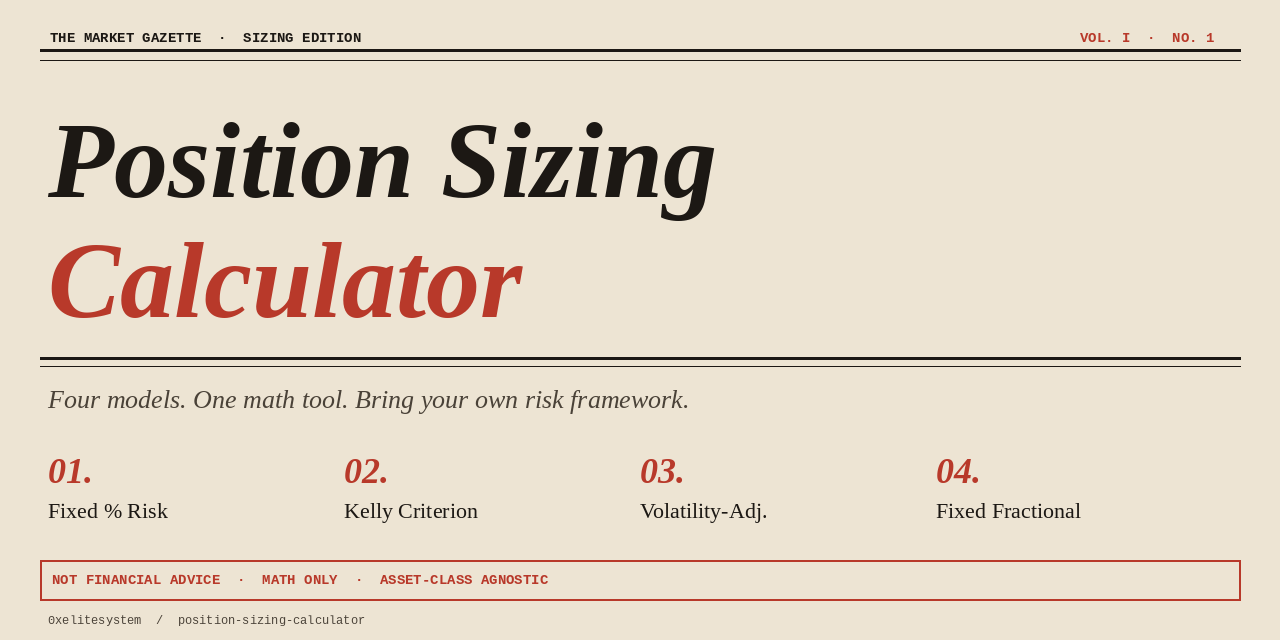 THE MARKET GAZETTE · SIZING EDITION
VOL. I · NO. 1
Position Sizing
Calculator
Four models. One math tool. Bring your own risk framework.
01.
Fixed % Risk
02.
Kelly Criterion
03.
Volatility-Adj.
04.
Fixed Fractional
NOT FINANCIAL ADVICE · MATH ONLY · ASSET-CLASS AGNOSTIC
0xelitesystem / position-sizing-calculator